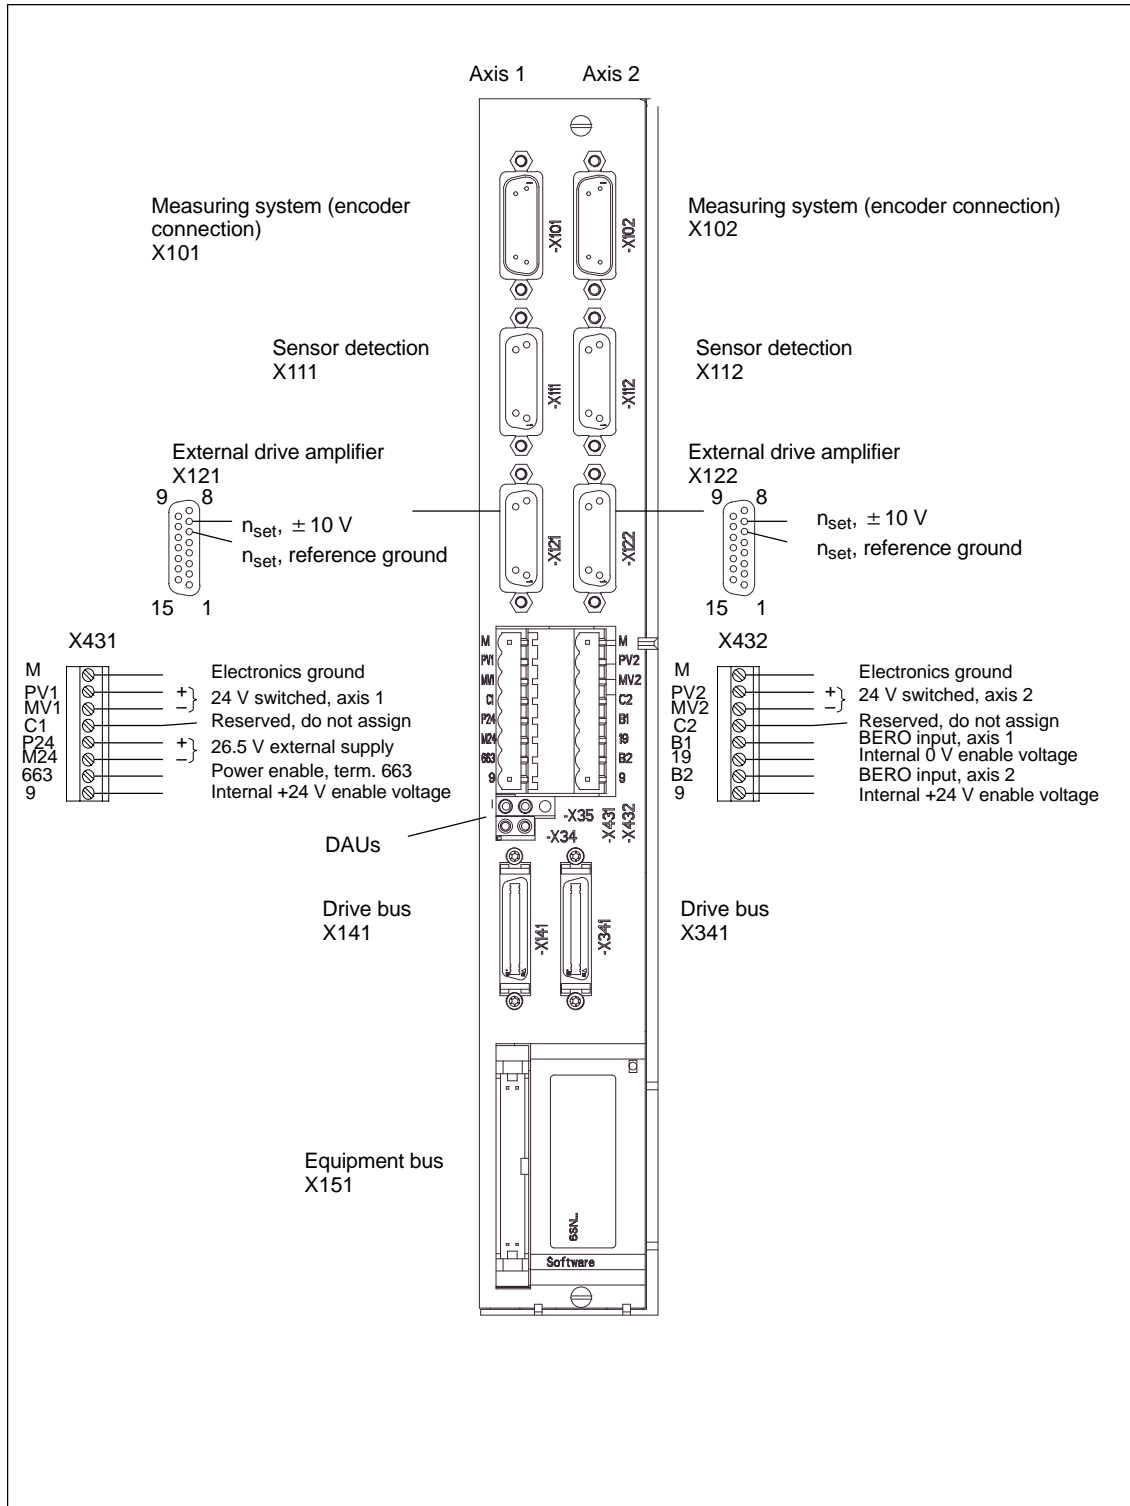 Axis 1 Axis 2
Measuring system (encoder
connection)
X101
Measuring system (encoder connection)
X102
-X101
-X102
Sensor detection
X111
Sensor detection
X112
-X111
-X112
External drive amplifier
X121
9 8
nset, ± 10 V
nset, reference ground
15 1
External drive amplifier
X122
9 8
nset, ± 10 V
nset, reference ground
15 1
-X121
-X122
X431
M Electronics ground
PV1 +
MV1 –
24 V switched, axis 1
C1 Reserved, do not assign
P24 +
M24 –
26.5 V external supply
663 Power enable, term. 663
9 Internal +24 V enable voltage
M
PV1
MV1
C1
P24
M24
663
9
M
PV2
MV2
C2
B1
19
B2
9
X432
M Electronics ground
PV2 +
MV2 –
24 V switched, axis 2
C2 Reserved, do not assign
B1 BERO input, axis 1
19 Internal 0 V enable voltage
B2 BERO input, axis 2
9 Internal +24 V enable voltage
-X35
-X34
-X431
-X432
DAUs
Drive bus
X141
Drive bus
X341
-X141
-X341
Equipment bus
X151
6SN..
Software